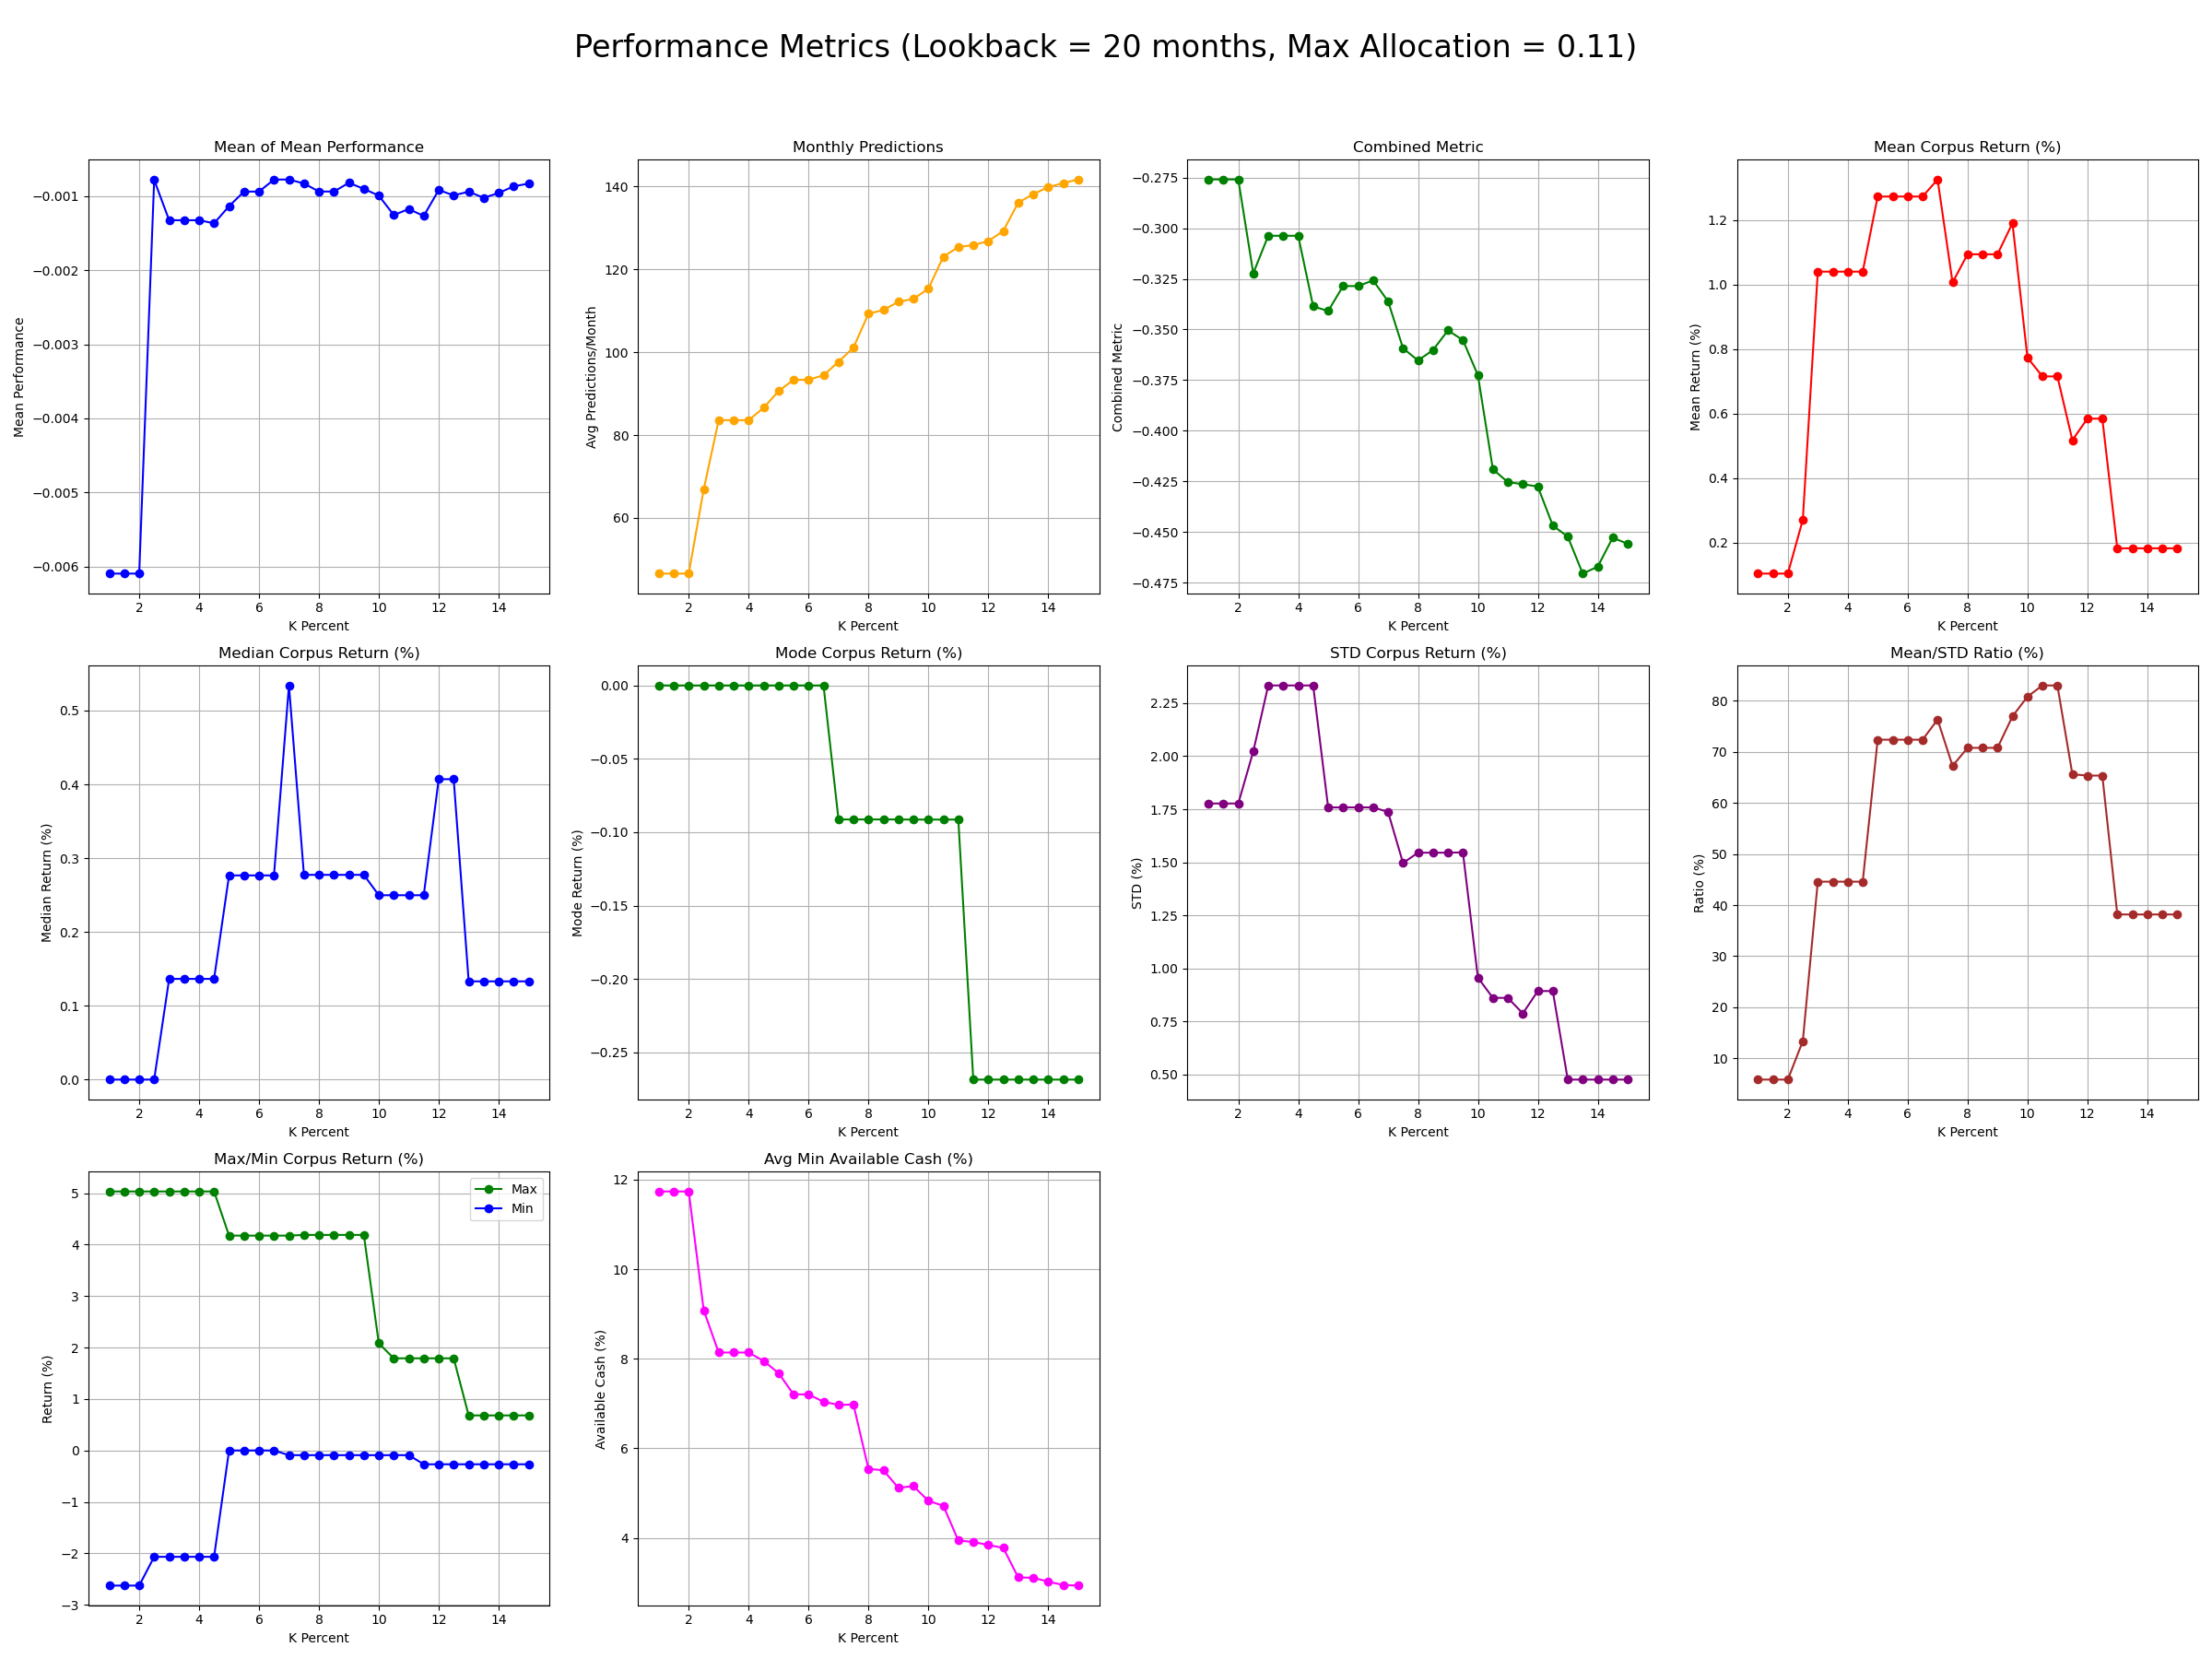 Performance Metrics (Lookback = 20 months, Max Allocation = 0.11)
Mean of Mean Performance
Mean Performance
−0.001
−0.002
−0.003
−0.004
−0.005
−0.006
2 4 6 8 10 12 14
K Percent
Monthly Predictions
Avg Predictions/Month
140
120
100
80
60
2 4 6 8 10 12 14
K Percent
Combined Metric
Combined Metric
−0.275
−0.300
−0.325
−0.350
−0.375
−0.400
−0.425
−0.450
−0.475
2 4 6 8 10 12 14
K Percent
Mean Corpus Return (%)
Mean Return (%)
1.2
1.0
0.8
0.6
0.4
0.2
2 4 6 8 10 12 14
K Percent
Median Corpus Return (%)
Median Return (%)
0.5
0.4
0.3
0.2
0.1
0.0
2 4 6 8 10 12 14
K Percent
Mode Corpus Return (%)
Mode Return (%)
0.00
−0.05
−0.10
−0.15
−0.20
−0.25
2 4 6 8 10 12 14
K Percent
STD Corpus Return (%)
STD (%)
2.25
2.00
1.75
1.50
1.25
1.00
0.75
0.50
2 4 6 8 10 12 14
K Percent
Mean/STD Ratio (%)
Ratio (%)
80
70
60
50
40
30
20
10
2 4 6 8 10 12 14
K Percent
Max/Min Corpus Return (%)
Return (%)
5
4
3
2
1
0
−1
−2
−3
Max
Min
2 4 6 8 10 12 14
K Percent
Avg Min Available Cash (%)
Available Cash (%)
12
10
8
6
4
2 4 6 8 10 12 14
K Percent